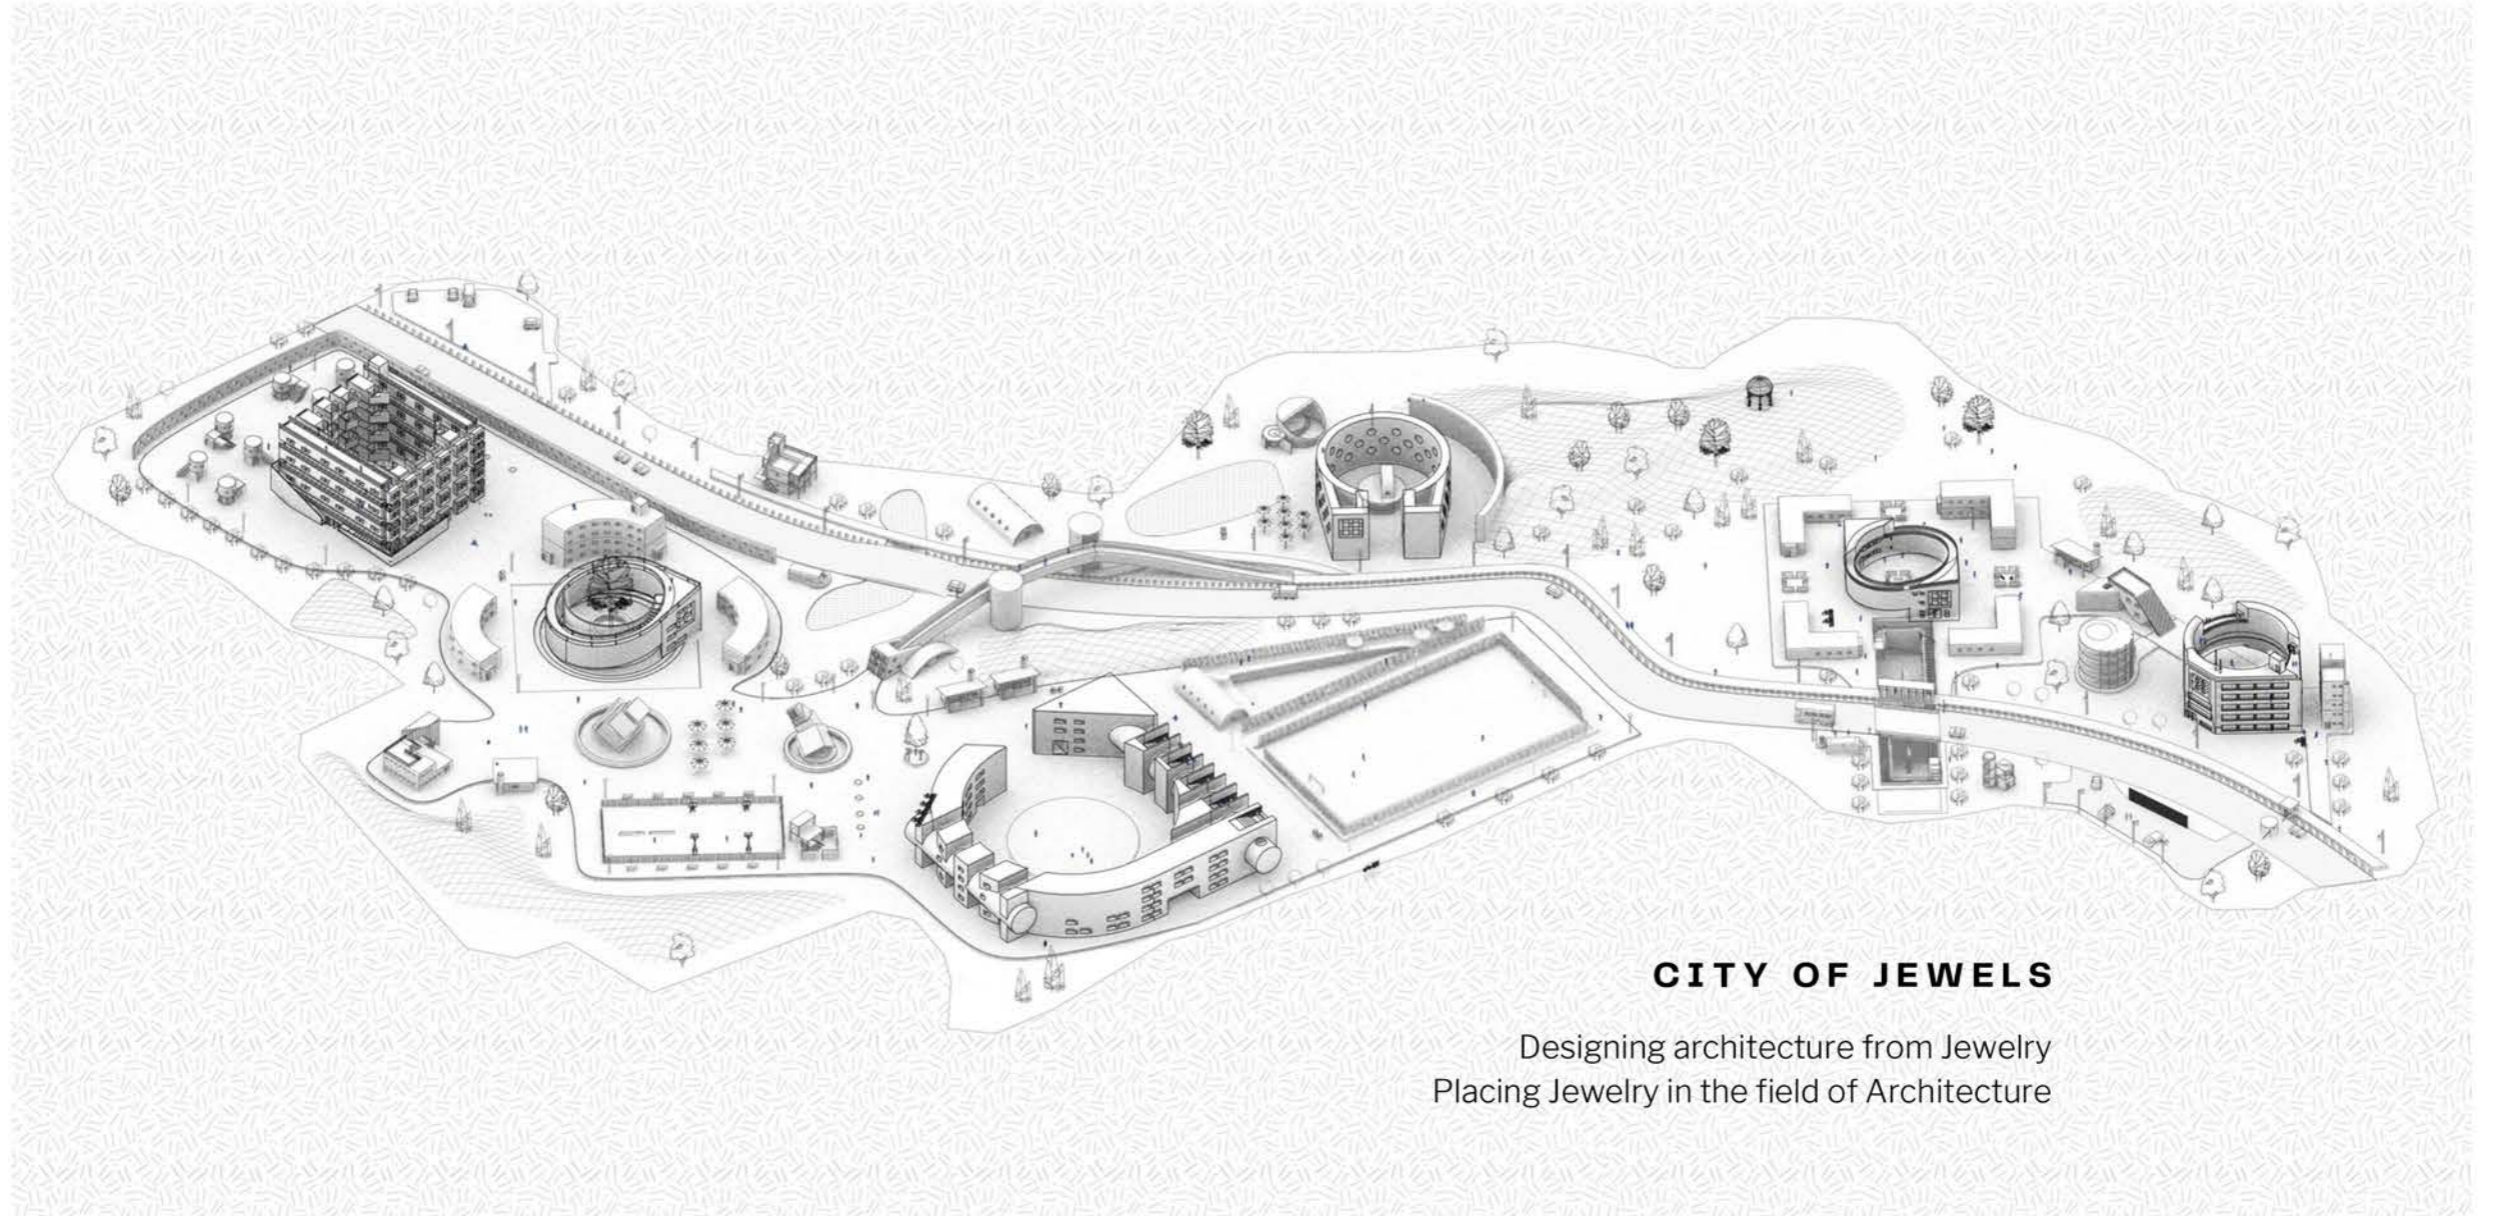 CITY OF JEWELS
Designing architecture from Jewelry
Placing Jewelry in the field of Architecture